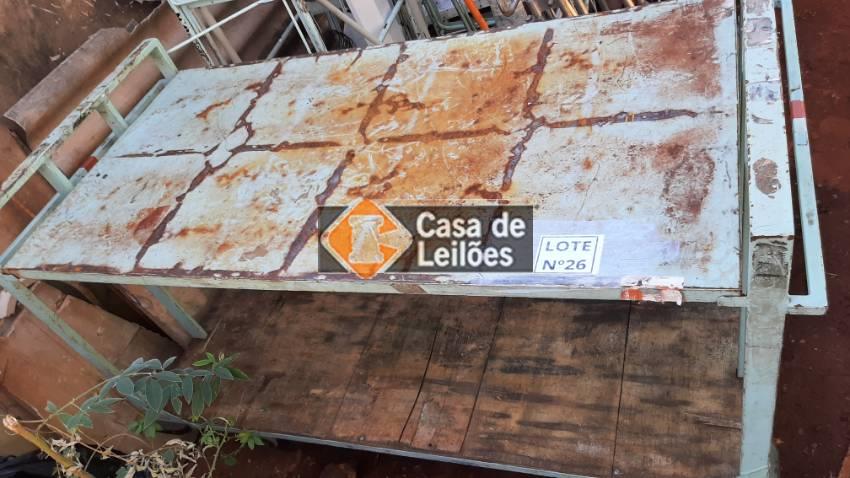 Casa de
Leilões
LOTE
Nº26